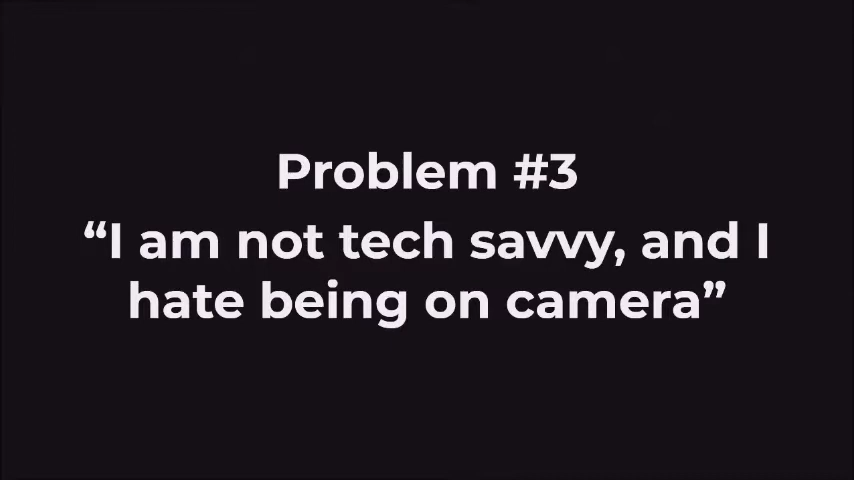 Problem #3
“I am not tech savvy, and I
hate being on camera”